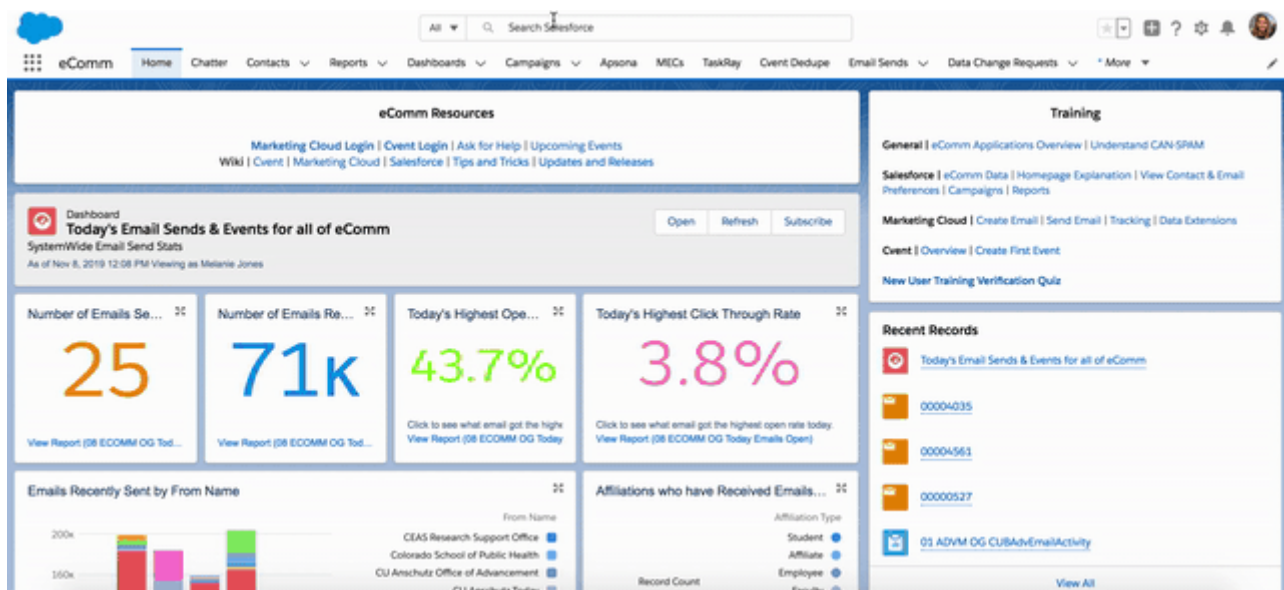 All
Search Salesforce
eComm Home Chatter Contacts Reports Dashboards Campaigns Apsona MECs TaskRay Cvent Dedupe Email Sends Data Change Requests * More
eComm Resources
Marketing Cloud Login | Cvent Login | Ask for Help | Upcoming Events
Wiki | Cvent | Marketing Cloud | Salesforce | Tips and Tricks | Updates and Releases
Dashboard
Today's Email Sends & Events for all of eComm
SystemWide Email Send Stats
As of Nov 8, 2019 12:08 PM Viewing as Melanie Jones
Open Refresh Subscribe
Number of Emails Se...
25
View Report (08 ECOMM OG Tod...
Number of Emails Re...
71K
View Report (08 ECOMM OG Tod...
Today's Highest Ope...
43.7%
Click to see what email got the highe
View Report (08 ECOMM OG Today
Today's Highest Click Through Rate
3.8%
Click to see what email got the highest open rate today.
View Report (08 ECOMM OG Today Emails Open)
Emails Recently Sent by From Name
200k
160k
From Name
CEAS Research Support Office
Colorado School of Public Health
CU Anschutz Office of Advancement
CU Anschutz Today
Affiliations who have Received Emails...
Record Count
Affiliation Type
Student
Affiliate
Employee
Training
General | eComm Applications Overview | Understand CAN-SPAM
Salesforce | eComm Data | Homepage Explanation | View Contact & Email
Preferences | Campaigns | Reports
Marketing Cloud | Create Email | Send Email | Tracking | Data Extensions
Cvent | Overview | Create First Event
New User Training Verification Quiz
Recent Records
Today's Email Sends & Events for all of eComm
00004035
00004561
00000527
01 ADVM OG CUBAdvEmailActivity
View All